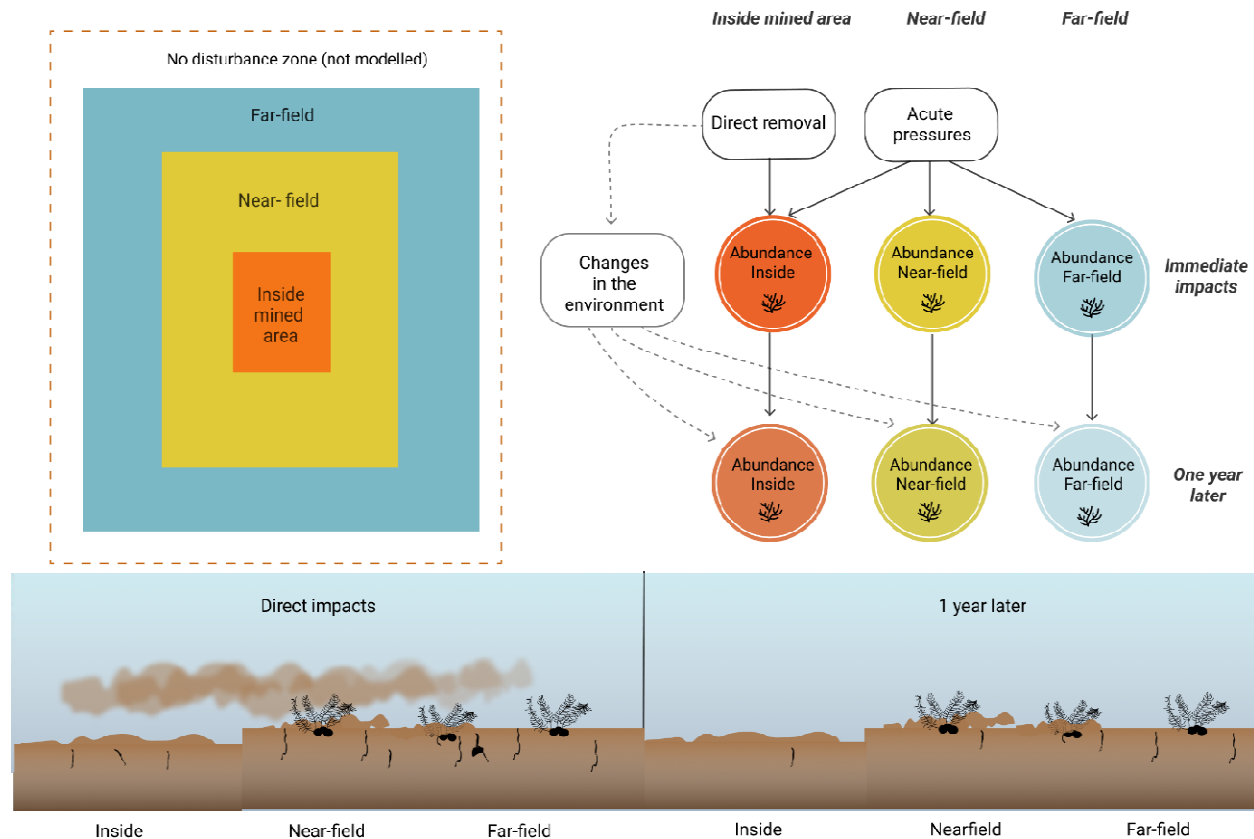 Inside mined area
Near-field
Far-field
No disturbance zone (not modelled)
Far-field
Near- field
Inside
mined
area
Direct removal
Acute
pressures
Changes
in the
environment
Abundance
Inside
Abundance
Near-field
Abundance
Far-field
Immediate
impacts
Abundance
Inside
Abundance
Near-field
Abundance
Far-field
One year
later
Direct impacts
1 year later
Inside
Near-field
Far-field
Inside
Nearfield
Far-field